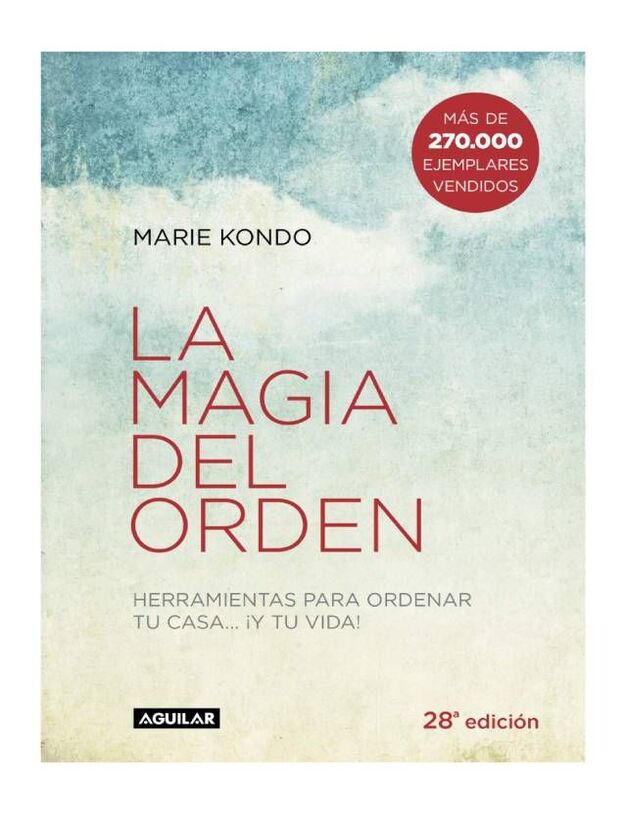 MÁS DE
270.000
EJEMPLARES
VENDIDOS
MARIE KONDO
LA
MAGIA
DEL
ORDEN
HERRAMIENTAS PARA ORDENAR
TU CASA... ¡Y TU VIDA!
AGUILAR
28ª edición